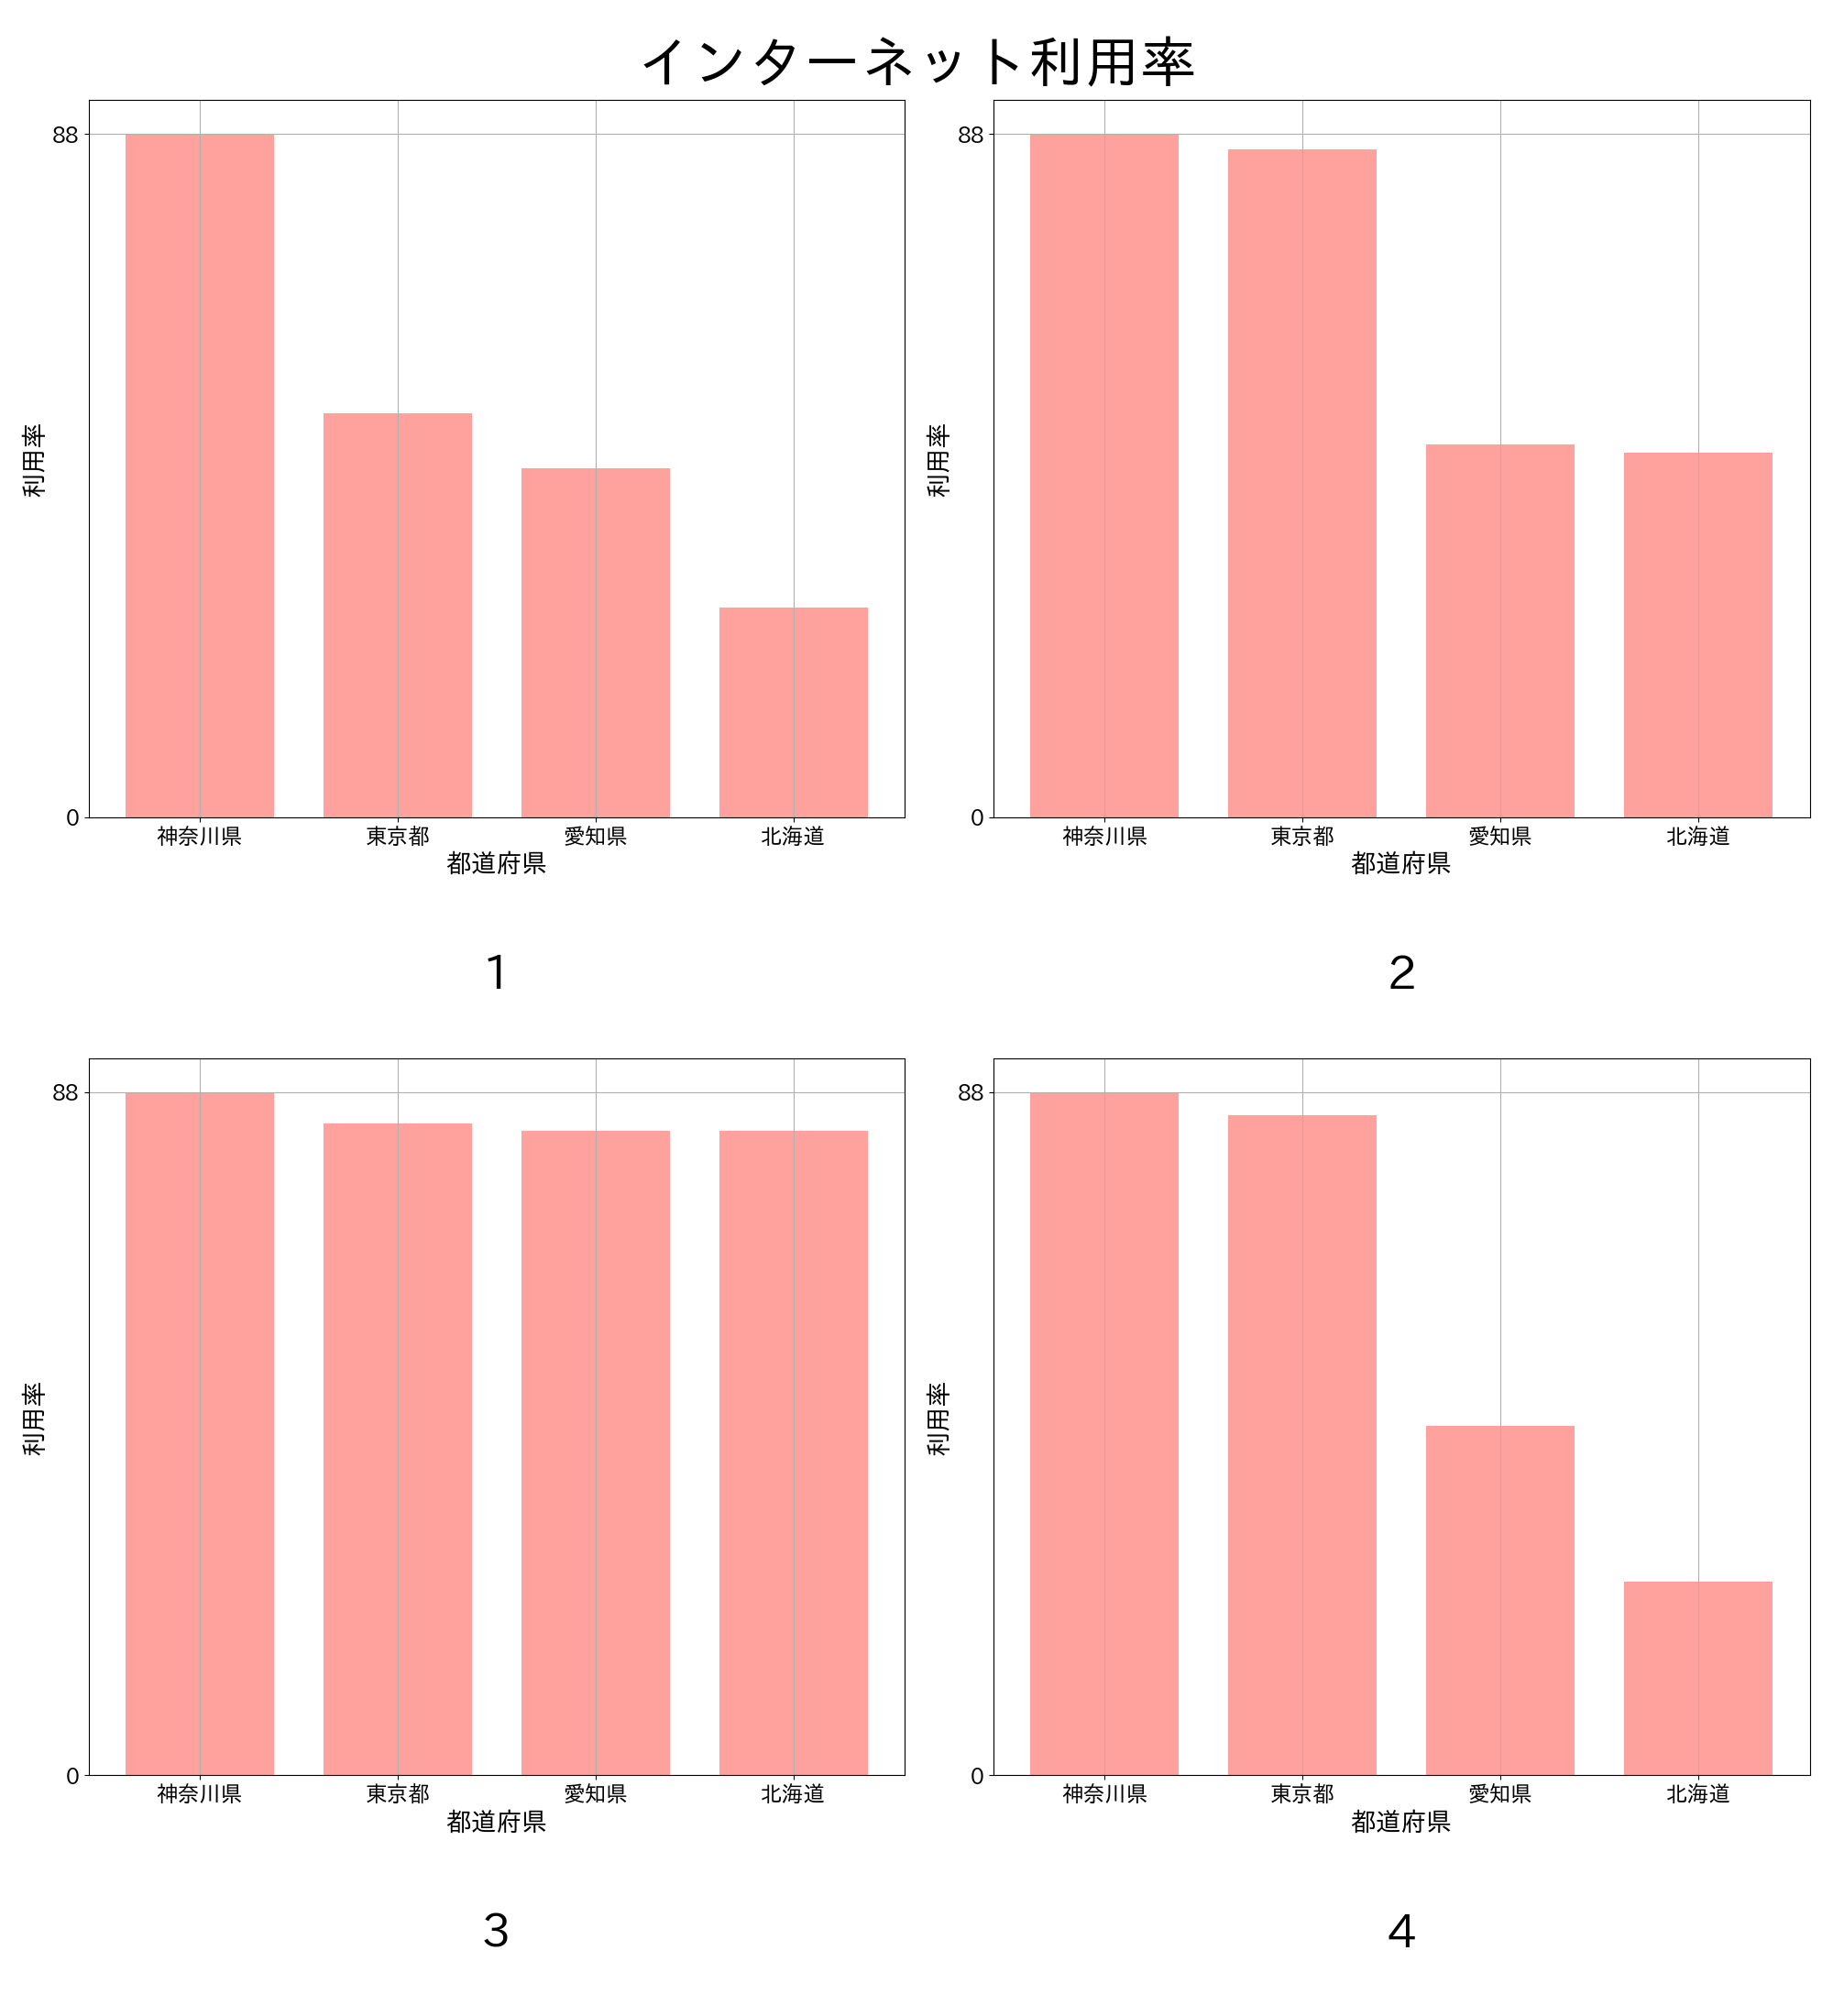 インターネット利用率
88
0
利用率
神奈川県 東京都 愛知県 北海道
都道府県
1
88
0
利用率
神奈川県 東京都 愛知県 北海道
都道府県
2
88
0
利用率
神奈川県 東京都 愛知県 北海道
都道府県
3
88
0
利用率
神奈川県 東京都 愛知県 北海道
都道府県
4